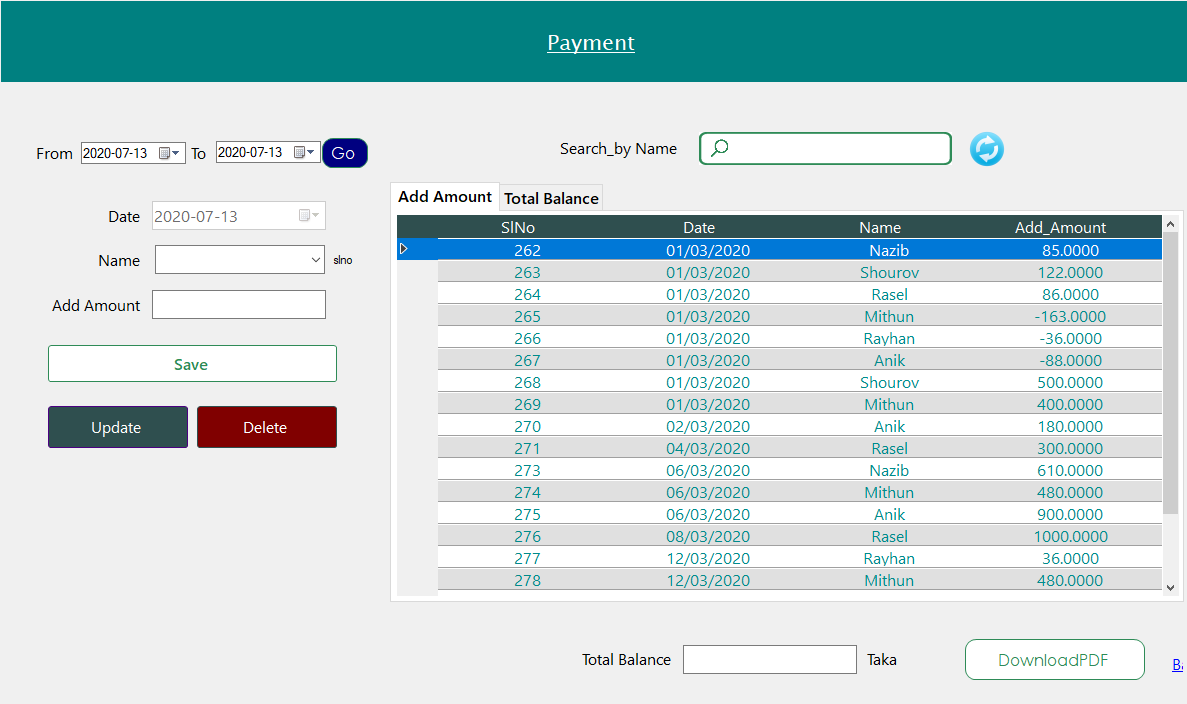 Payment
From 2020-07-13 To 2020-07-13 Go
Search_by Name
Date 2020-07-13
Name slno
Add Amount
Save
Update Delete
Add Amount Total Balance
SlNo Date Name Add_Amount
262 01/03/2020 Nazib 85.0000
263 01/03/2020 Shourov 122.0000
264 01/03/2020 Rasel 86.0000
265 01/03/2020 Mithun -163.0000
266 01/03/2020 Rayhan -36.0000
267 01/03/2020 Anik -88.0000
268 01/03/2020 Shourov 500.0000
269 01/03/2020 Mithun 400.0000
270 02/03/2020 Anik 180.0000
271 04/03/2020 Rasel 300.0000
273 06/03/2020 Nazib 610.0000
274 06/03/2020 Mithun 480.0000
275 06/03/2020 Anik 900.0000
276 08/03/2020 Rasel 1000.0000
277 12/03/2020 Rayhan 36.0000
278 12/03/2020 Mithun 480.0000
Total Balance Taka
DownloadPDF